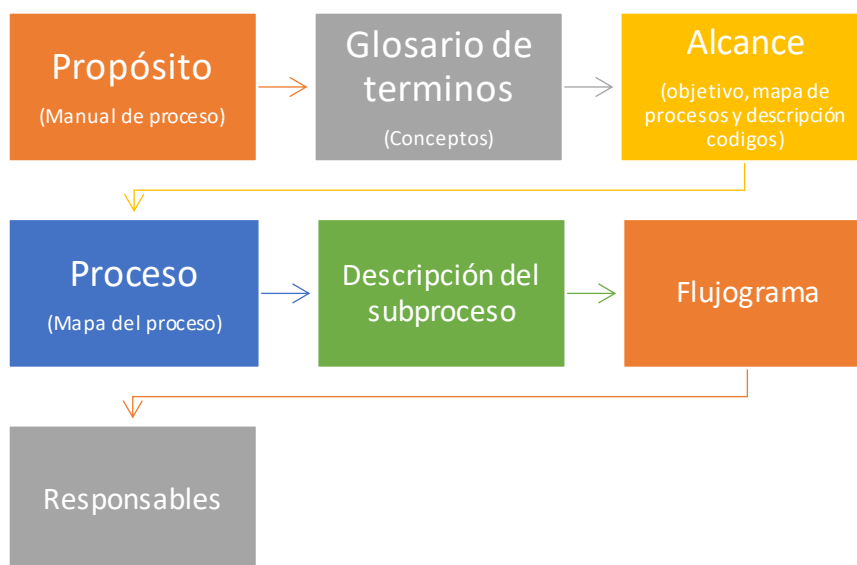 Propósito
(Manual de proceso)
Glosario de
terminos
(Conceptos)
Alcance
(objetivo, mapa de
procesos y descripción
codigos)
Proceso
(Mapa del proceso)
Descripción del
subproceso
Flujograma
Responsables